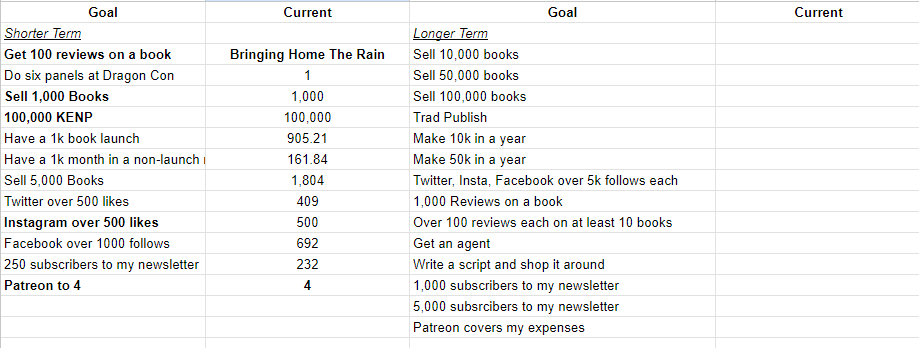 Goal Current Goal Current
Shorter Term Longer Term
Get 100 reviews on a book Bringing Home The Rain Sell 10,000 books
Do six panels at Dragon Con 1 Sell 50,000 books
Sell 1,000 Books 1,000 Sell 100,000 books
100,000 KENP 100,000 Trad Publish
Have a 1k book launch 905.21 Make 10k in a year
Have a 1k month in a non-launch 161.84 Make 50k in a year
Sell 5,000 Books 1,804 Twitter, Insta, Facebook over 5k follows each
Twitter over 500 likes 409 1,000 Reviews on a book
Instagram over 500 likes 500 Over 100 reviews each on at least 10 books
Facebook over 1000 follows 692 Get an agent
250 subscribers to my newsletter 232 Write a script and shop it around
Patreon to 4 4 1,000 subscribers to my newsletter
5,000 subsrcibers to my newsletter
Patreon covers my expenses